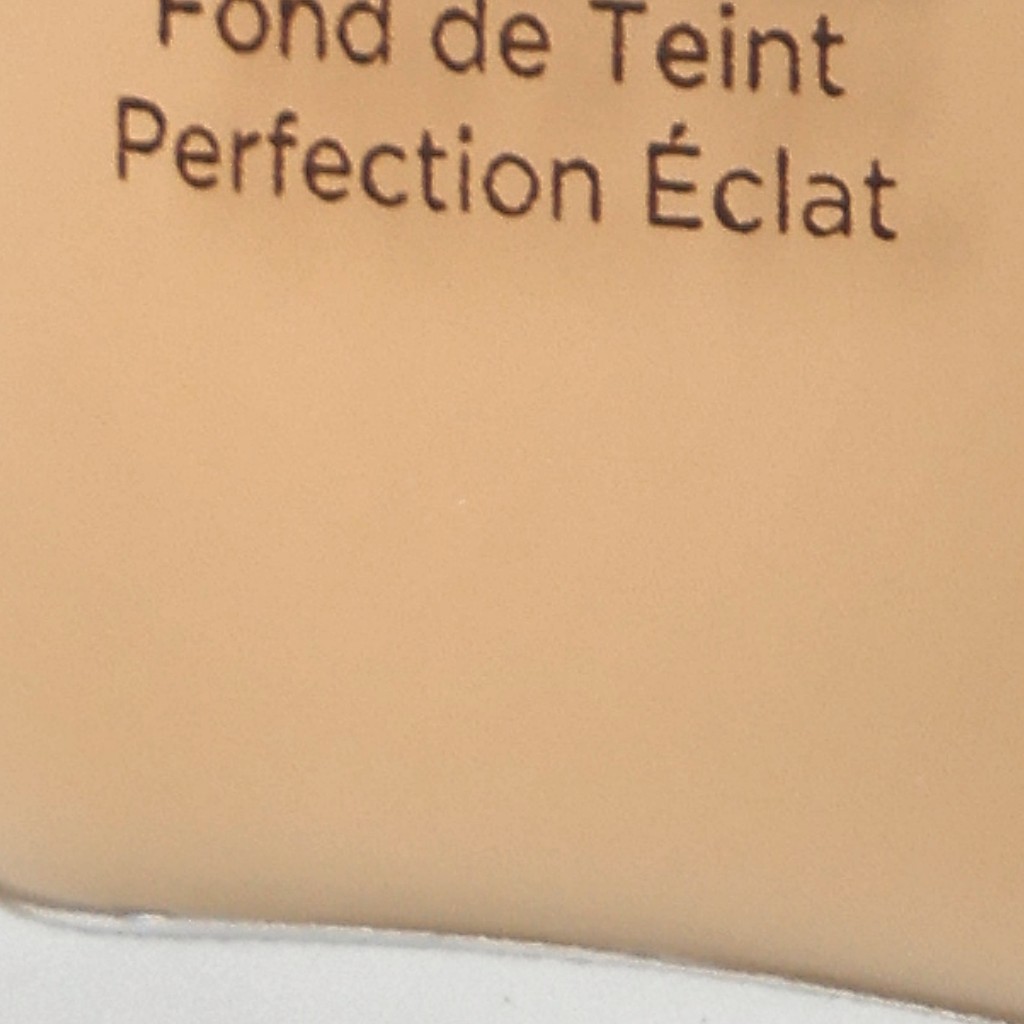 Fond de Teint
Perfection Éclat